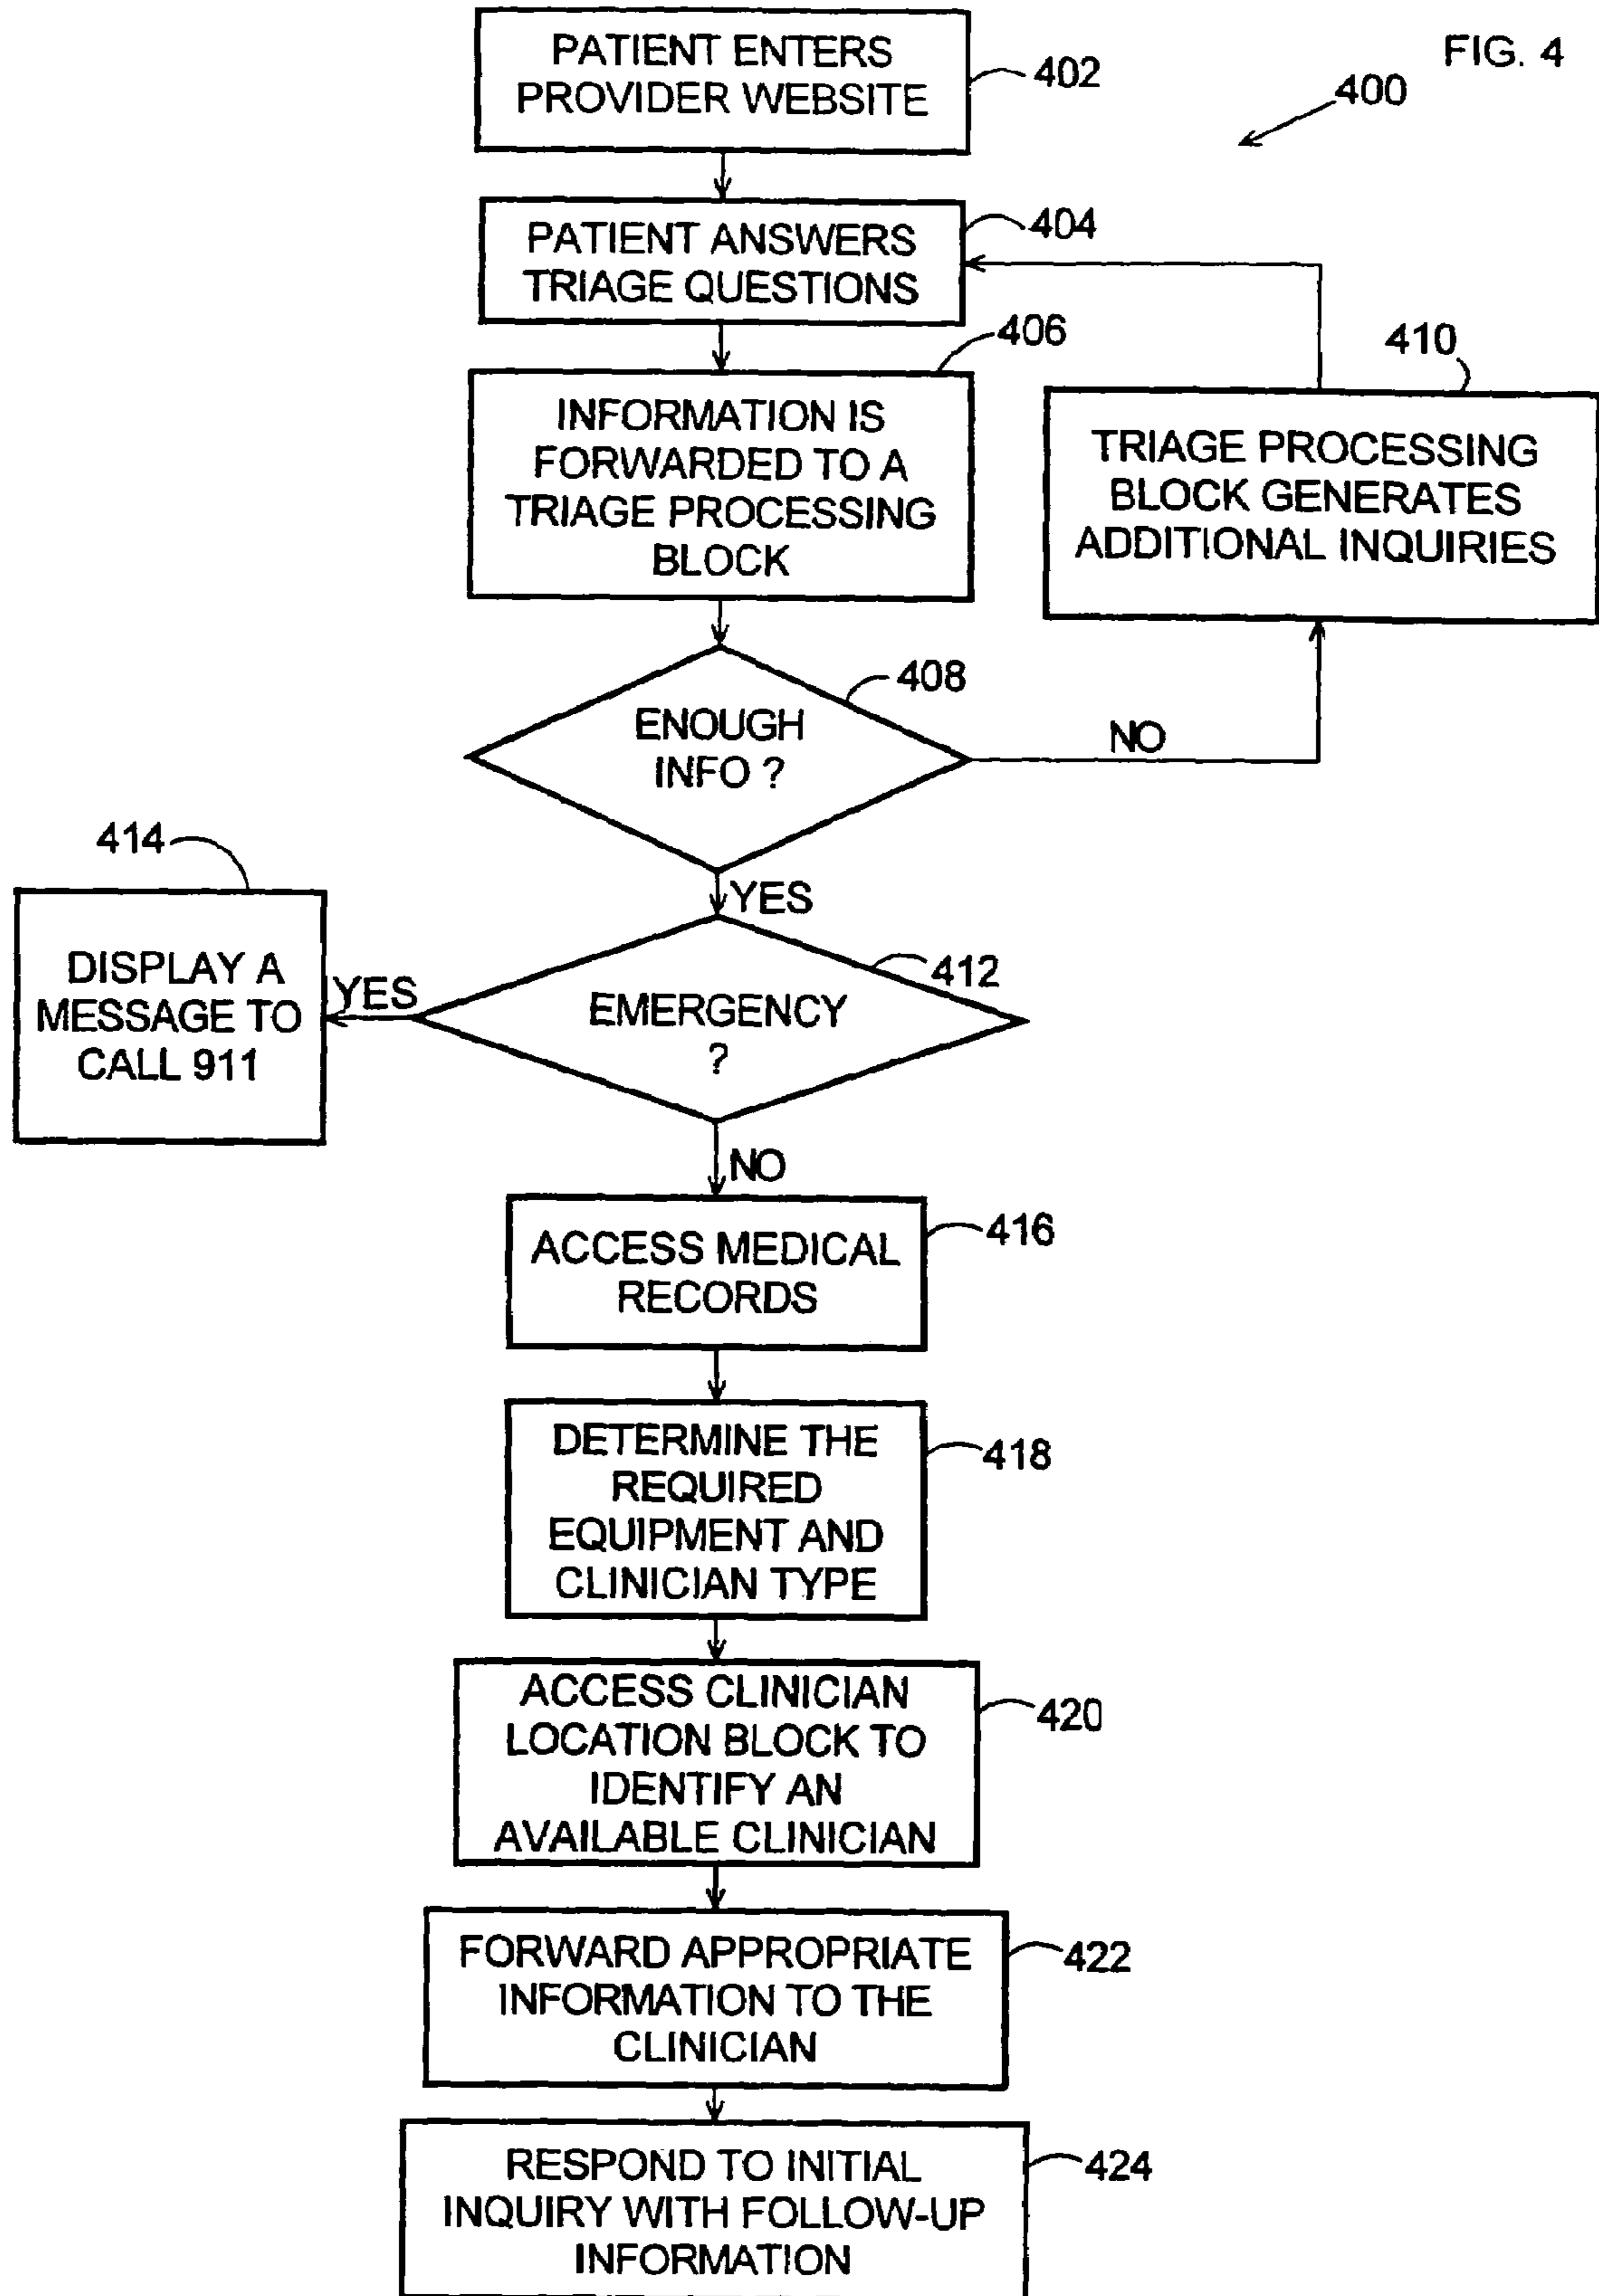 FIG. 4
400
PATIENT ENTERS
PROVIDER WEBSITE
402
PATIENT ANSWERS
TRIAGE QUESTIONS
404
406
INFORMATION IS
FORWARDED TO A
TRIAGE PROCESSING
BLOCK
410
TRIAGE PROCESSING
BLOCK GENERATES
ADDITIONAL INQUIRIES
408
ENOUGH
INFO ?
NO
YES
414
DISPLAY A
MESSAGE TO
CALL 911
YES
412
EMERGENCY
?
NO
ACCESS MEDICAL
RECORDS
416
DETERMINE THE
REQUIRED
EQUIPMENT AND
CLINICIAN TYPE
418
ACCESS CLINICIAN
LOCATION BLOCK TO
IDENTIFY AN
AVAILABLE CLINICIAN
420
FORWARD APPROPRIATE
INFORMATION TO THE
CLINICIAN
422
RESPOND TO INITIAL
INQUIRY WITH FOLLOW-UP
INFORMATION
424